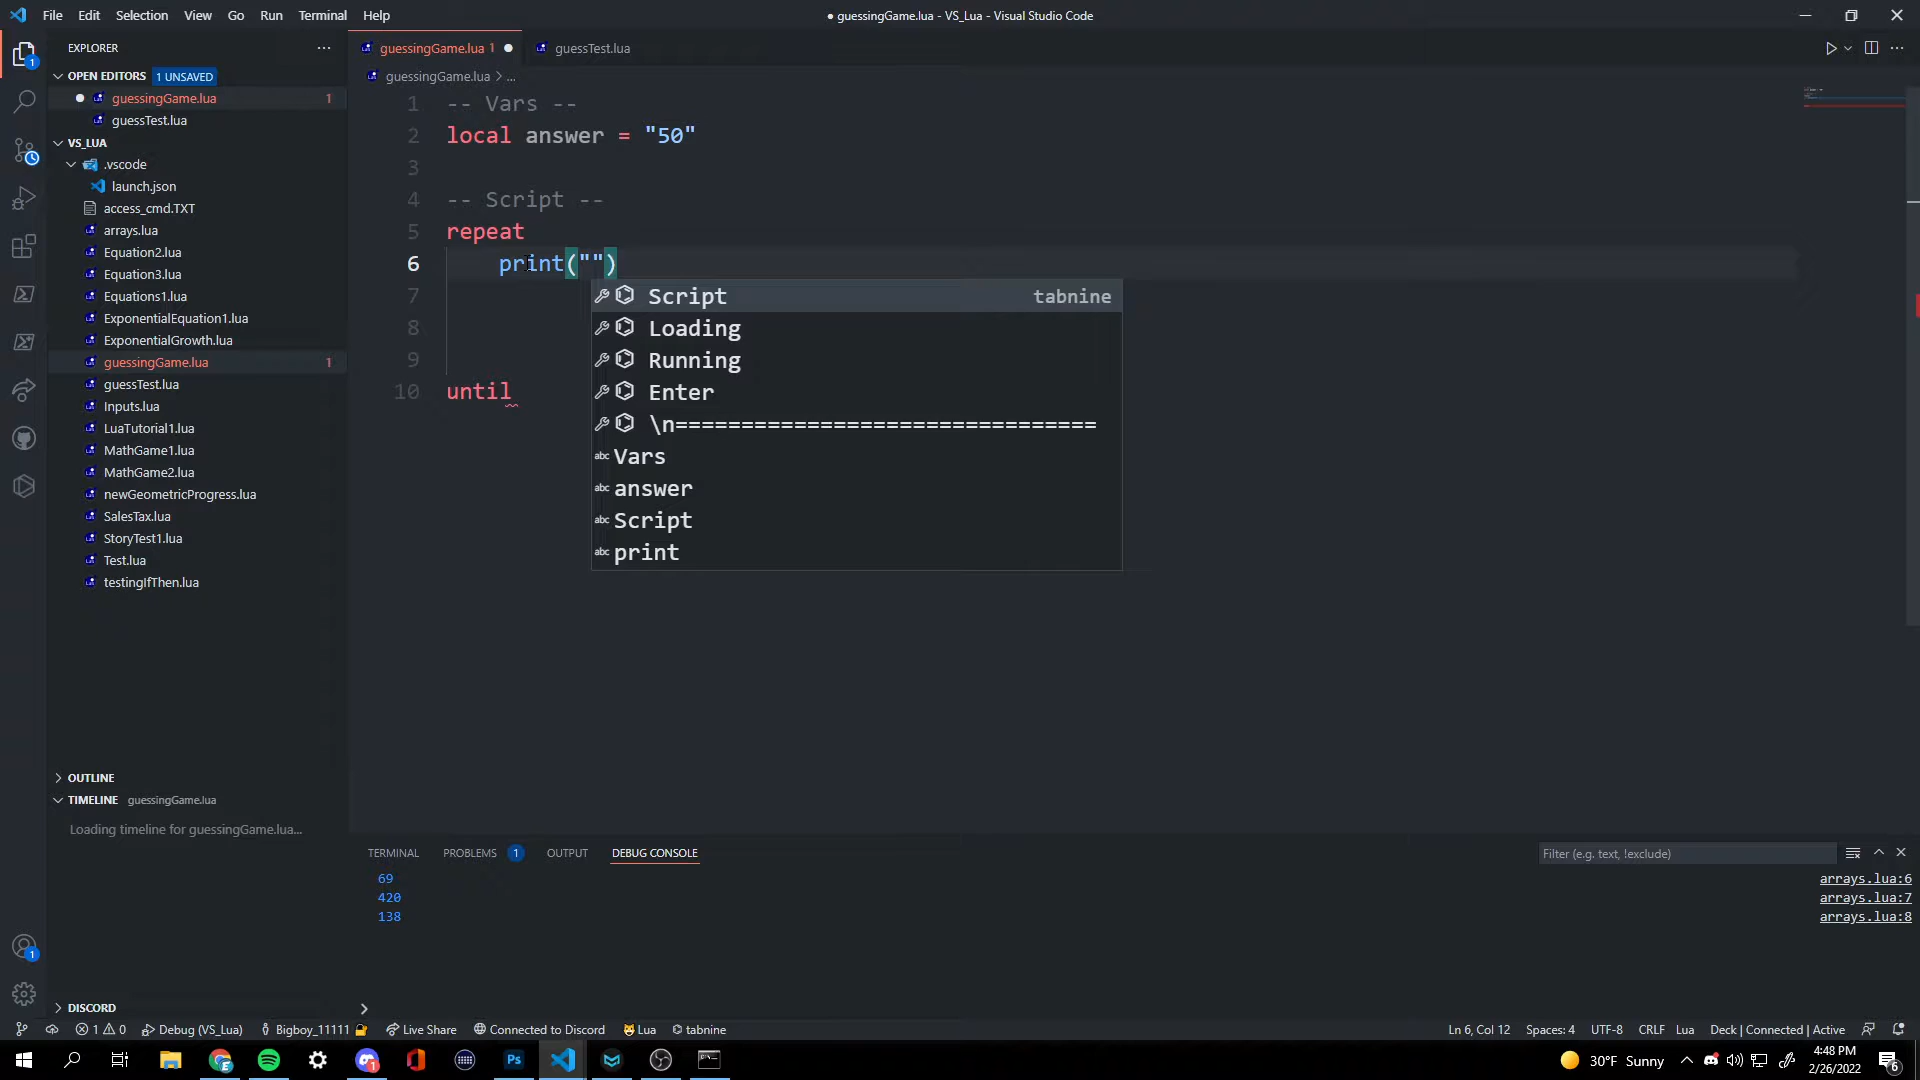 File Edit Selection View Go Run Terminal Help
● guessingGame.lua - VS_Lua - Visual Studio Code
EXPLORER
OPEN EDITORS 1 UNSAVED
guessingGame.lua 1
guessTest.lua
VS_LUA
.vscode
launch.json
access_cmd.TXT
arrays.lua
Equation2.lua
Equation3.lua
Equations1.lua
ExponentialEquation1.lua
ExponentialGrowth.lua
guessingGame.lua 1
guessTest.lua
Inputs.lua
LuaTutorial1.lua
MathGame1.lua
MathGame2.lua
newGeometricProgress.lua
SalesTax.lua
StoryTest1.lua
Test.lua
testingIfThen.lua
OUTLINE
TIMELINE guessingGame.lua
Loading timeline for guessingGame.lua...
DISCORD
guessingGame.lua 1 guessTest.lua
guessingGame.lua > ...
1 -- Vars --
2 local answer = "50"
3
4 -- Script --
5 repeat
6 print("")
7
8
9
10 until
Script tabnine
Loading
Running
Enter
\n================================
abc Vars
abc answer
abc Script
abc print
TERMINAL PROBLEMS 1 OUTPUT DEBUG CONSOLE
Filter (e.g. text, !exclude)
69 arrays.lua:6
420 arrays.lua:7
138 arrays.lua:8
1 0 Debug (VS_Lua) Bigboy_11111 Live Share Connected to Discord Lua tabnine
Ln 6, Col 12 Spaces: 4 UTF-8 CRLF Lua Deck | Connected | Active
30°F Sunny
4:48 PM
2/26/2022
6